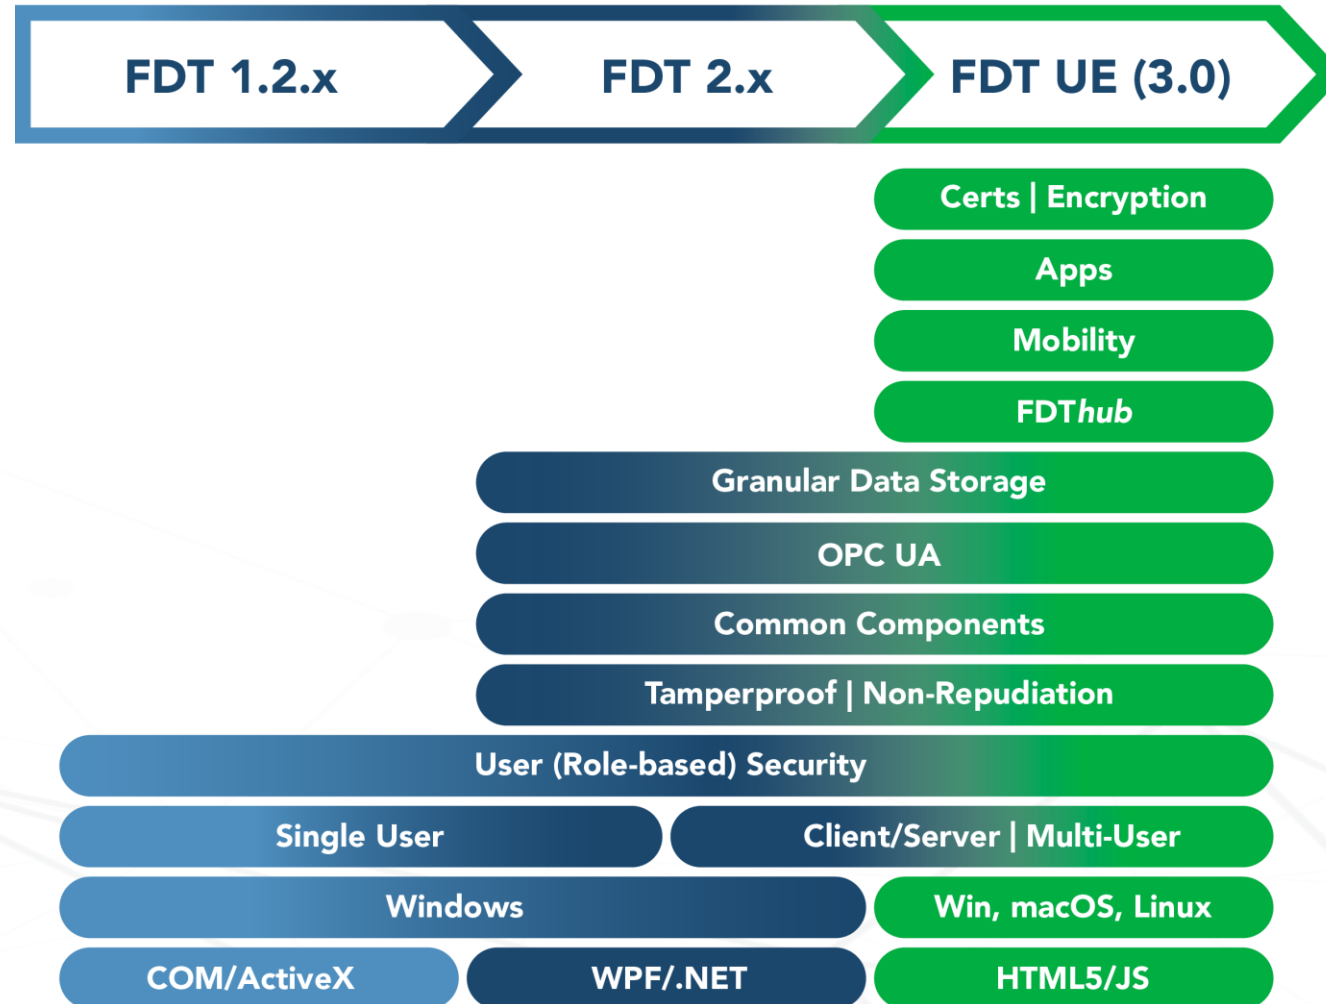 FDT 1.2.x FDT 2.x FDT UE (3.0)
Certs | Encryption
Apps
Mobility
FDThub
Granular Data Storage
OPC UA
Common Components
Tamperproof | Non-Repudiation
User (Role-based) Security
Single User Client/Server | Multi-User
Windows Win, macOS, Linux
COM/ActiveX WPF/.NET HTML5/JS